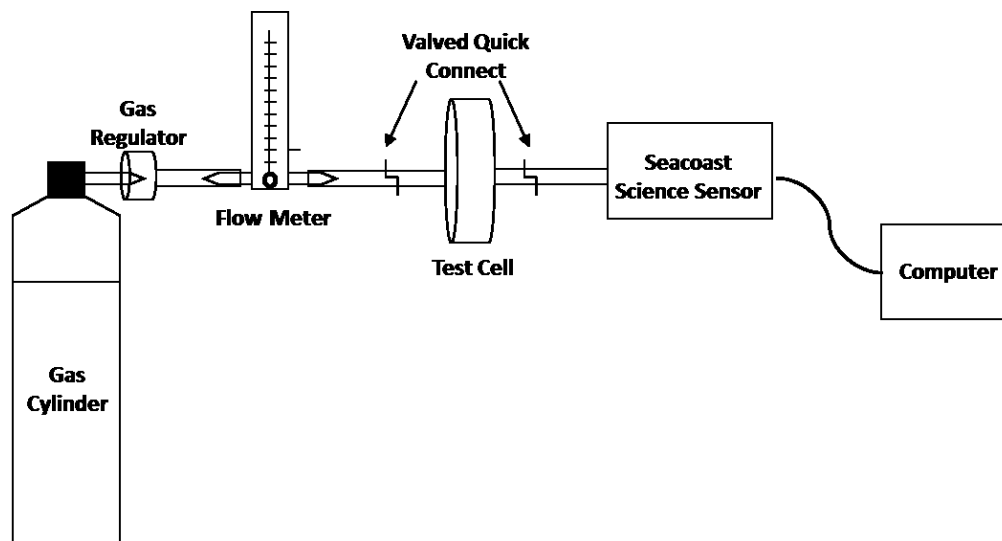 Valved Quick
Connect
Gas
Regulator
Seacoast
Science Sensor
Flow Meter
Test Cell
Computer
Gas
Cylinder